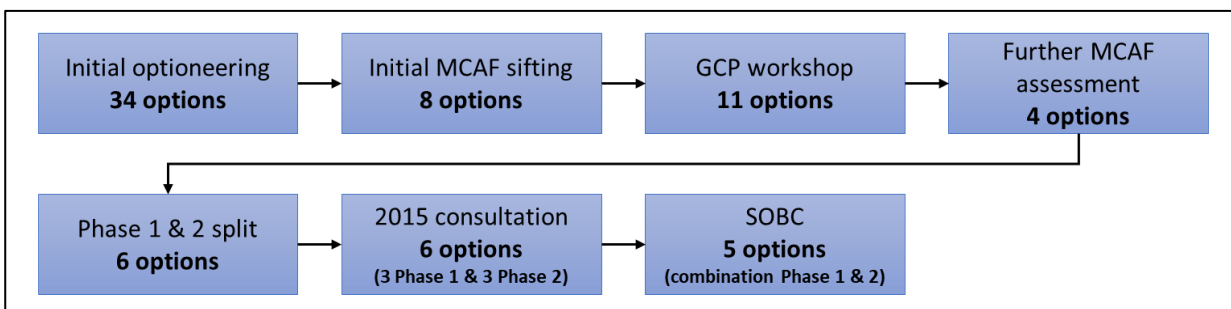 Initial optioneering
34 options
Initial MCAF sifting
8 options
GCP workshop
11 options
Further MCAF
assessment
4 options
Phase 1 & 2 split
6 options
2015 consultation
6 options
(3 Phase 1 & 3 Phase 2)
SOBC
5 options
(combination Phase 1 & 2)